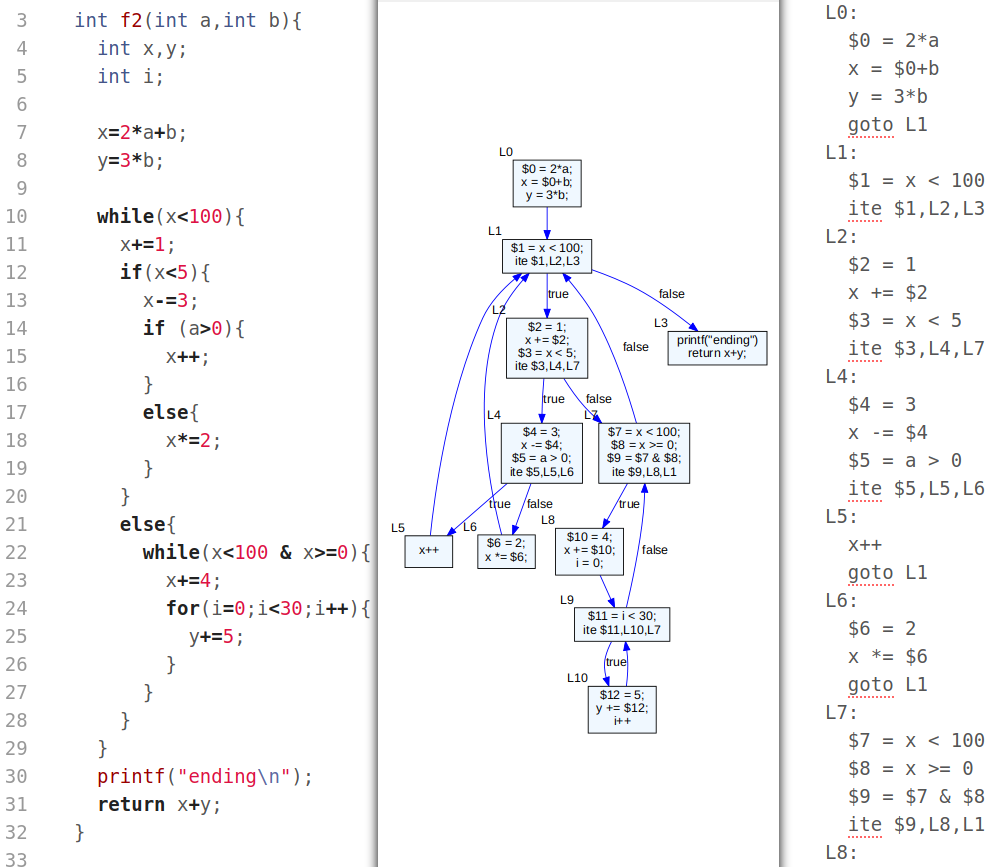 3 int f2(int a,int b){
4 int x,y;
5 int i;
6
7 x=2*a+b;
8 y=3*b;
9
10 while(x<100){
11 x+=1;
12 if(x<5){
13 x-=3;
14 if (a>0){
15 x++;
16 }
17 else{
18 x*=2;
19 }
20 }
21 else{
22 while(x<100 & x>=0){
23 x+=4;
24 for(i=0;i<30;i++){
25 y+=5;
26 }
27 }
28 }
29 }
30 printf("ending\n");
31 return x+y;
32 }
33
L0
$0 = 2*a;
x = $0+b;
y = 3*b;
L1
$1 = x < 100;
ite $1,L2,L3
true
false
L2
$2 = 1;
x += $2;
$3 = x < 5;
ite $3,L4,L7
L3
printf("ending")
return x+y;
false
true
false
L4
$4 = 3;
x -= $4;
$5 = a > 0;
ite $5,L5,L6
L7
$7 = x < 100;
$8 = x >= 0;
$9 = $7 & $8;
ite $9,L8,L1
true
false
true
L5
x++
L6
$6 = 2;
x *= $6;
L8
$10 = 4;
x += $10;
i = 0;
false
L9
$11 = i < 30;
ite $11,L10,L7
true
L10
$12 = 5;
y += $12;
i++
L0:
$0 = 2*a
x = $0+b
y = 3*b
goto L1
L1:
$1 = x < 100
ite $1,L2,L3
L2:
$2 = 1
x += $2
$3 = x < 5
ite $3,L4,L7
L4:
$4 = 3
x -= $4
$5 = a > 0
ite $5,L5,L6
L5:
x++
goto L1
L6:
$6 = 2
x *= $6
goto L1
L7:
$7 = x < 100
$8 = x >= 0
$9 = $7 & $8
ite $9,L8,L1
L8: